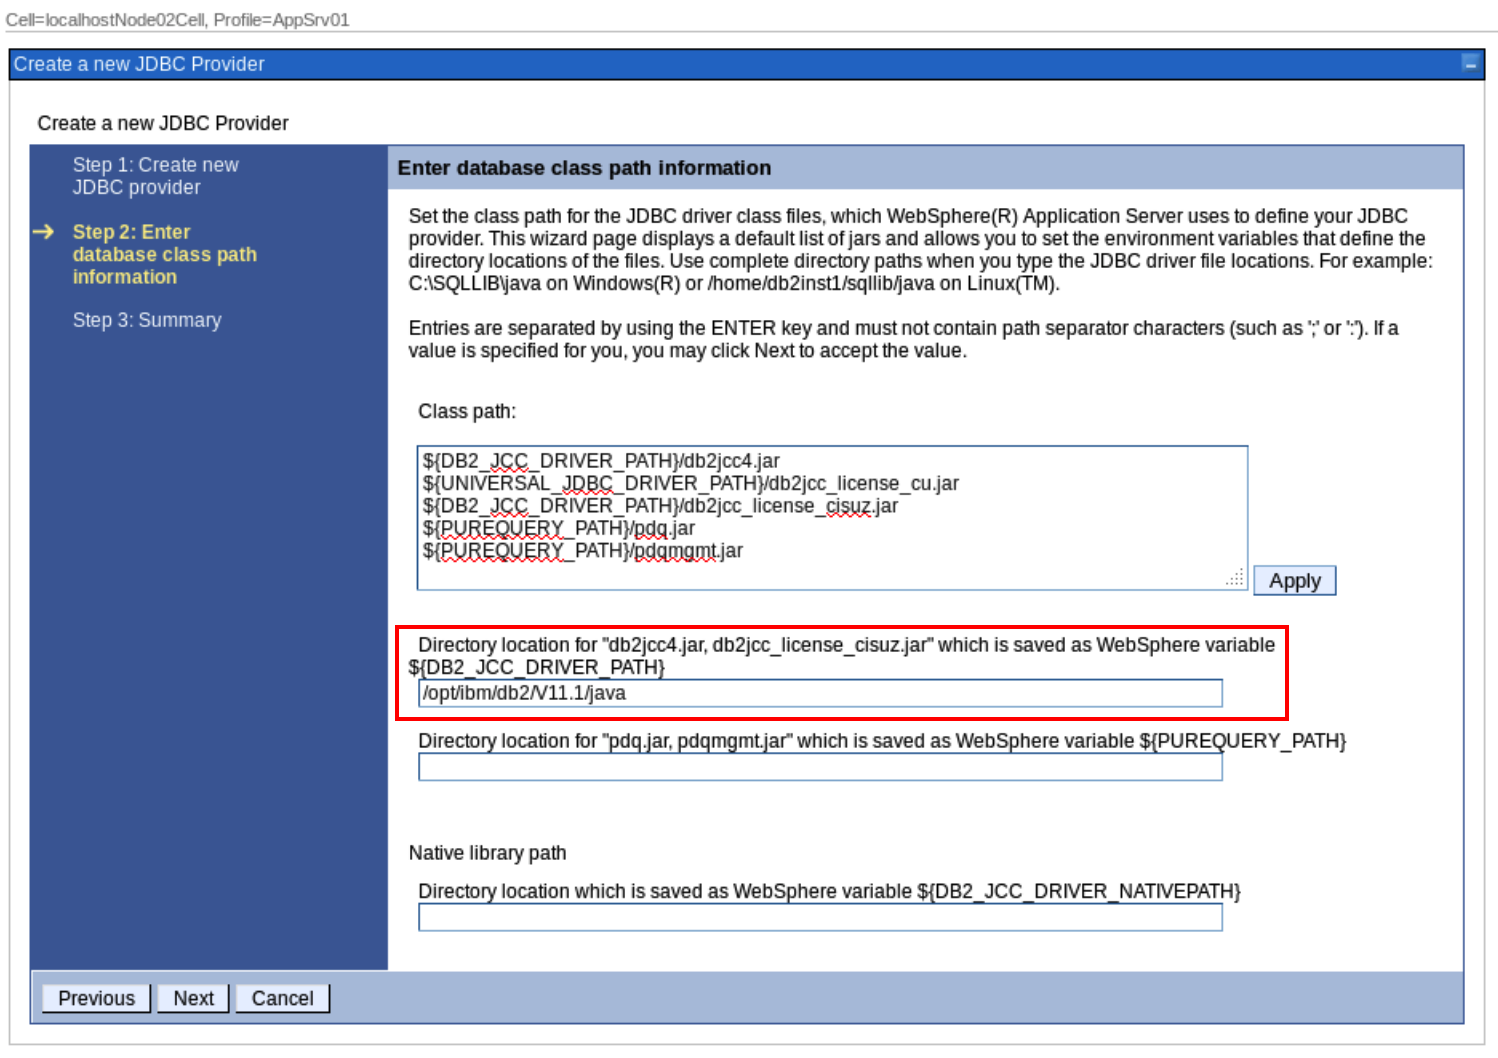 Cell=localhostNode02Cell, Profile=AppSrv01
Create a new JDBC Provider
Create a new JDBC Provider
Step 1: Create new
JDBC provider
Step 2: Enter
database class path
information
Step 3: Summary
Enter database class path information
Set the class path for the JDBC driver class files, which WebSphere(R) Application Server uses to define your JDBC
provider. This wizard page displays a default list of jars and allows you to set the environment variables that define the
directory locations of the files. Use complete directory paths when you type the JDBC driver file locations. For example:
C:\SQLLIB\java on Windows(R) or /home/db2inst1/sqllib/java on Linux(TM).
Entries are separated by using the ENTER key and must not contain path separator characters (such as ';' or ':'). If a
value is specified for you, you may click Next to accept the value.
Class path:
${DB2_JCC_DRIVER_PATH}/db2jcc4.jar
${UNIVERSAL_JDBC_DRIVER_PATH}/db2jcc_license_cu.jar
${DB2_JCC_DRIVER_PATH}/db2jcc_license_cisuz.jar
${PUREQUERY_PATH}/pdq.jar
${PUREQUERY_PATH}/pdqmgmt.jar
Apply
Directory location for "db2jcc4.jar, db2jcc_license_cisuz.jar" which is saved as WebSphere variable
${DB2_JCC_DRIVER_PATH}
/opt/ibm/db2/V11.1/java
Directory location for "pdq.jar, pdqmgmt.jar" which is saved as WebSphere variable ${PUREQUERY_PATH}
Native library path
Directory location which is saved as WebSphere variable ${DB2_JCC_DRIVER_NATIVEPATH}
Previous Next Cancel